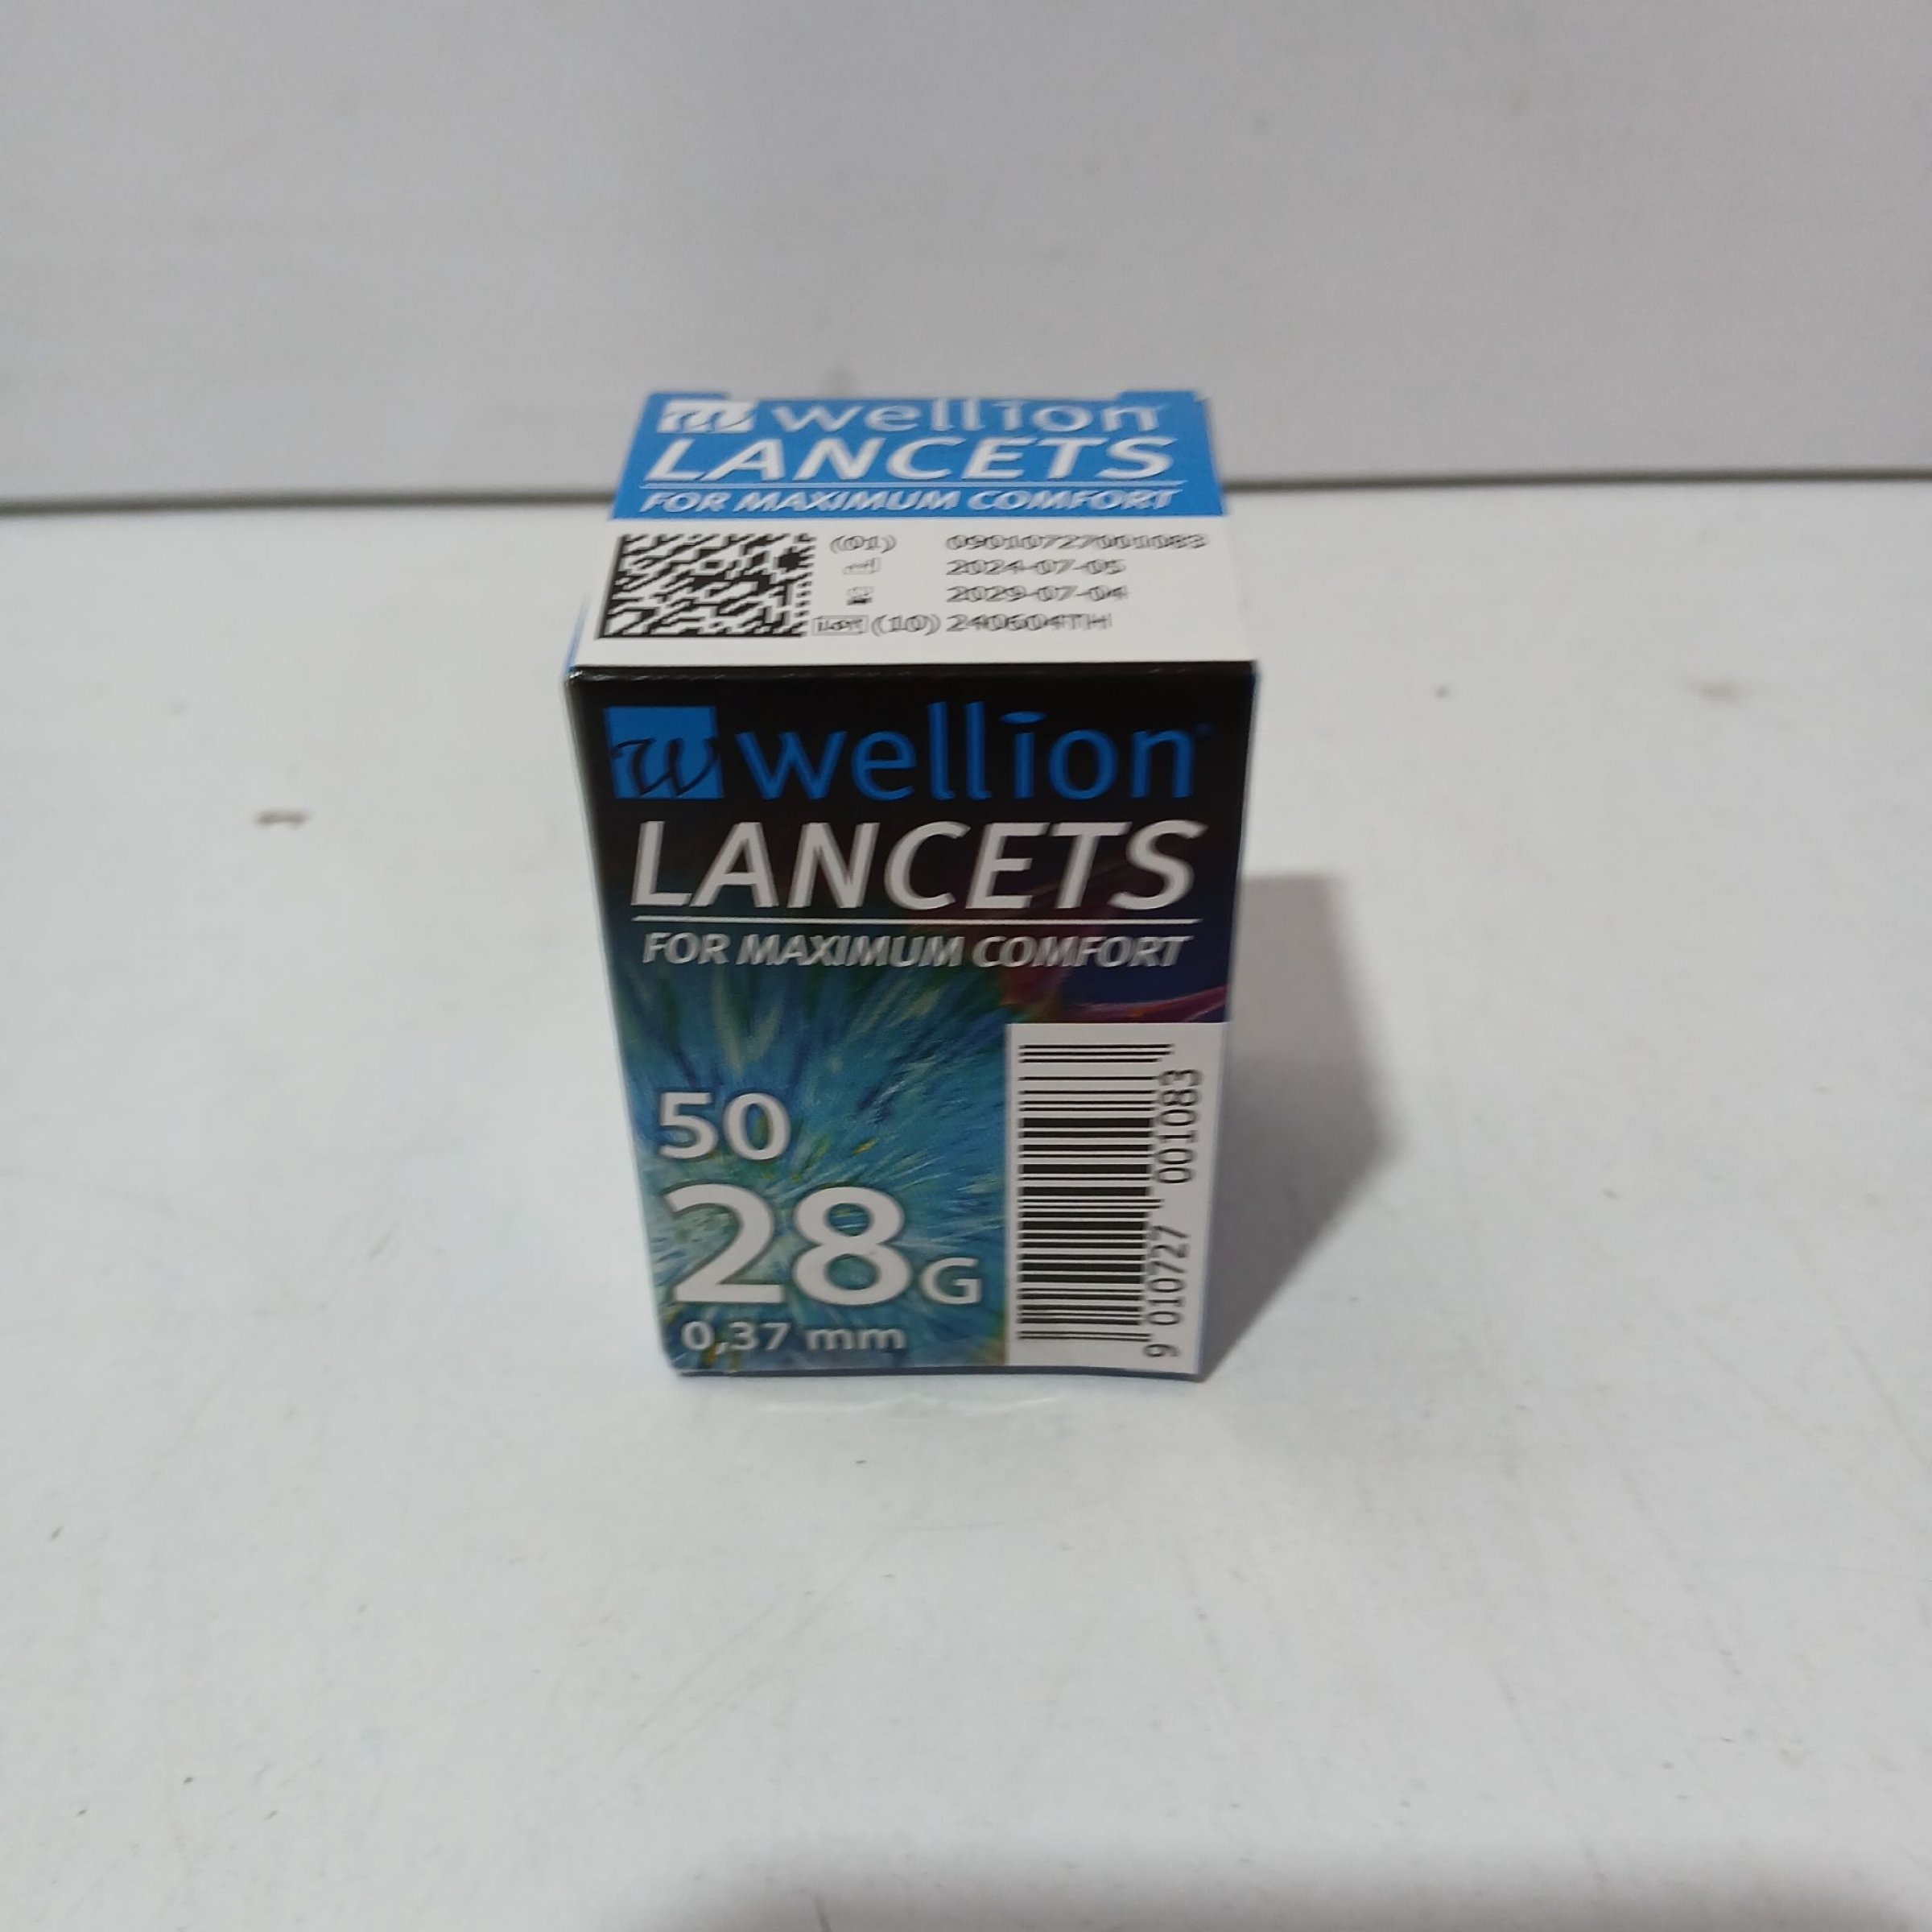 wellion
LANCETS
FOR MAXIMUM COMFORT
(01) 09010727001083
2024-07-05
2029-07-04
LOT (10) 240604TH
w wellion
LANCETS
FOR MAXIMUM COMFORT
50
28G
0,37 mm
9 010727 001083